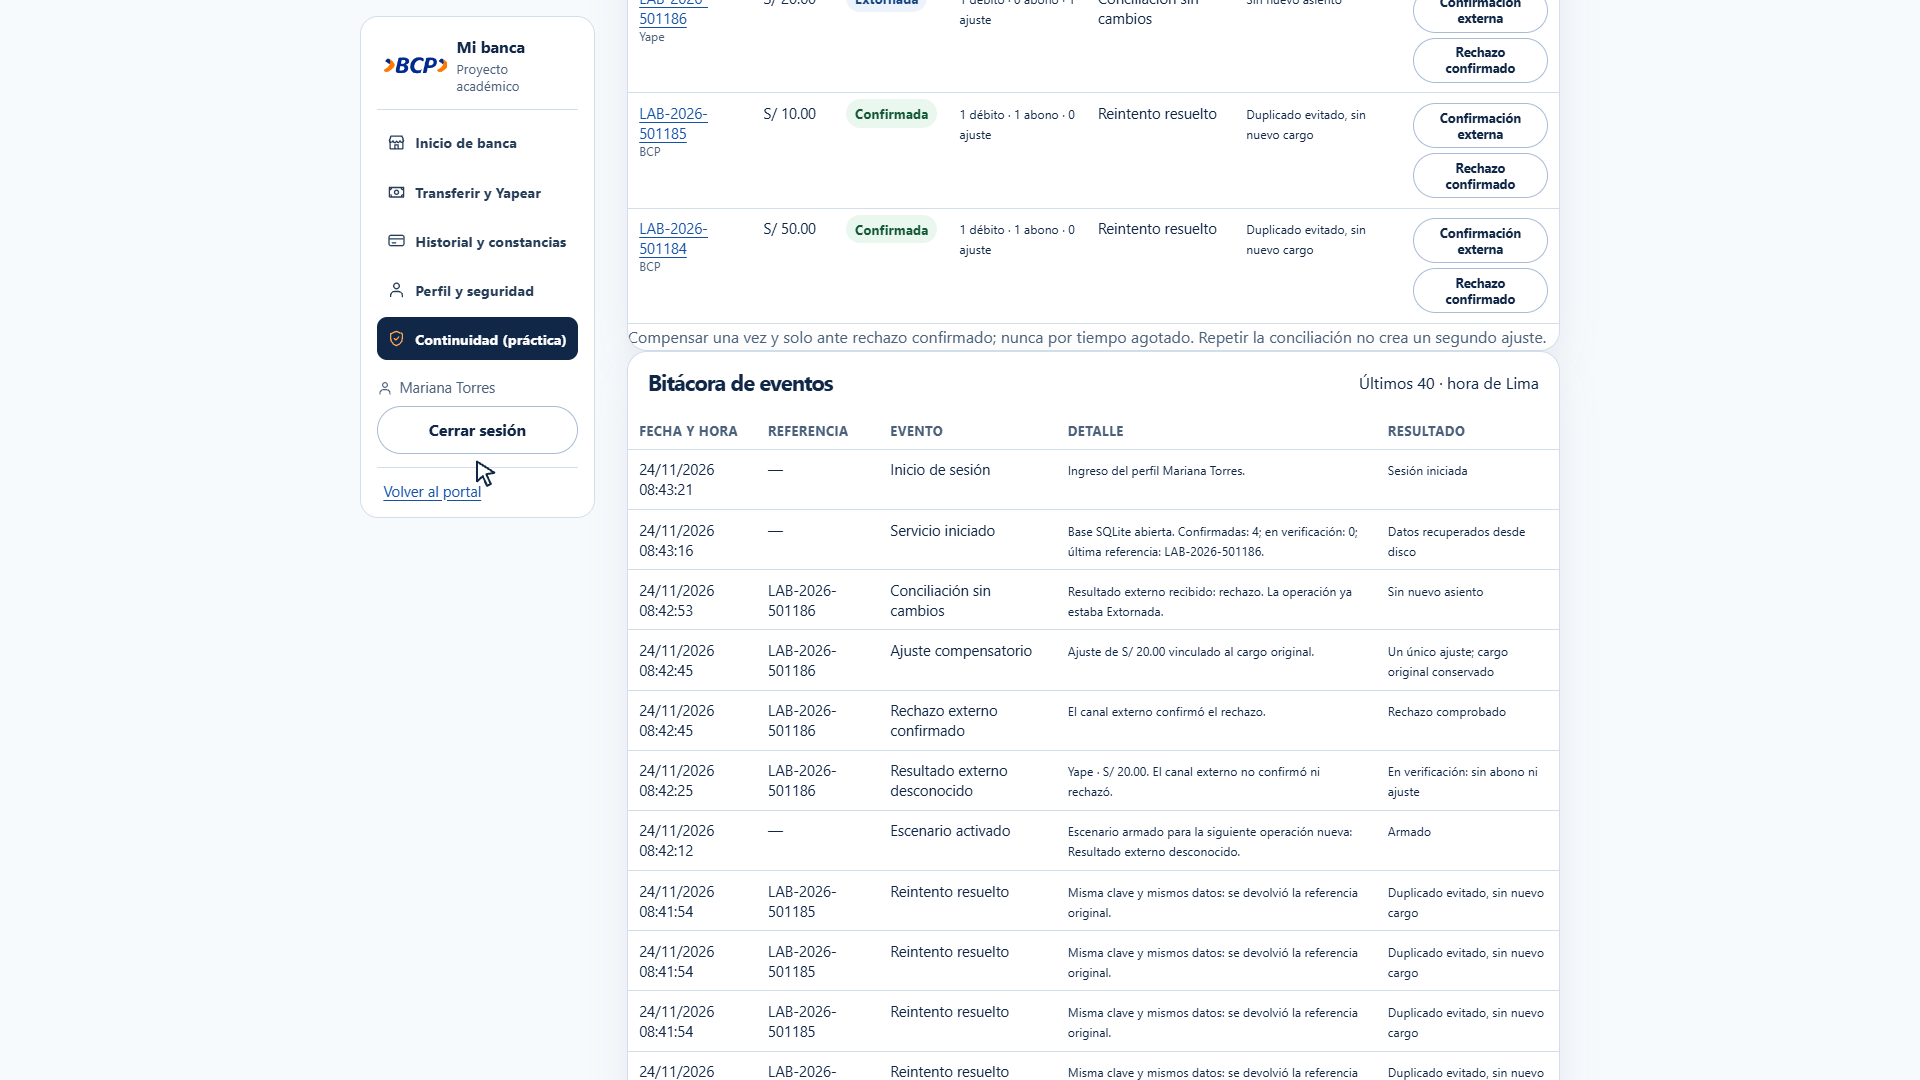 BCP
Mi banca
Proyecto
académico
Inicio de banca
Transferir y Yapear
Historial y constancias
Perfil y seguridad
Continuidad (práctica)
Mariana Torres
Cerrar sesión
Volver al portal
LAB-2026-
501186
Yape
S/ 20.00
Extornada
1 débito · 0 abono · 1
ajuste
Conciliación sin
cambios
Sin nuevo asiento
Confirmación
externa
Rechazo
confirmado
LAB-2026-
501185
BCP
S/ 10.00
Confirmada
1 débito · 1 abono · 0
ajuste
Reintento resuelto
Duplicado evitado, sin
nuevo cargo
Confirmación
externa
Rechazo
confirmado
LAB-2026-
501184
BCP
S/ 50.00
Confirmada
1 débito · 1 abono · 0
ajuste
Reintento resuelto
Duplicado evitado, sin
nuevo cargo
Confirmación
externa
Rechazo
confirmado
Compensar una vez y solo ante rechazo confirmado; nunca por tiempo agotado. Repetir la conciliación no crea un segundo ajuste.
Bitácora de eventos
Últimos 40 · hora de Lima
FECHA Y HORA REFERENCIA EVENTO DETALLE RESULTADO
24/11/2026
08:43:21
—
Inicio de sesión
Ingreso del perfil Mariana Torres.
Sesión iniciada
24/11/2026
08:43:16
—
Servicio iniciado
Base SQLite abierta. Confirmadas: 4; en verificación: 0;
última referencia: LAB-2026-501186.
Datos recuperados desde
disco
24/11/2026
08:42:53
LAB-2026-
501186
Conciliación sin
cambios
Resultado externo recibido: rechazo. La operación ya
estaba Extornada.
Sin nuevo asiento
24/11/2026
08:42:45
LAB-2026-
501186
Ajuste compensatorio
Ajuste de S/ 20.00 vinculado al cargo original.
Un único ajuste; cargo
original conservado
24/11/2026
08:42:45
LAB-2026-
501186
Rechazo externo
confirmado
El canal externo confirmó el rechazo.
Rechazo comprobado
24/11/2026
08:42:25
LAB-2026-
501186
Resultado externo
desconocido
Yape · S/ 20.00. El canal externo no confirmó ni
rechazó.
En verificación: sin abono ni
ajuste
24/11/2026
08:42:12
—
Escenario activado
Escenario armado para la siguiente operación nueva:
Resultado externo desconocido.
Armado
24/11/2026
08:41:54
LAB-2026-
501185
Reintento resuelto
Misma clave y mismos datos: se devolvió la referencia
original.
Duplicado evitado, sin nuevo
cargo
24/11/2026
08:41:54
LAB-2026-
501185
Reintento resuelto
Misma clave y mismos datos: se devolvió la referencia
original.
Duplicado evitado, sin nuevo
cargo
24/11/2026
08:41:54
LAB-2026-
501185
Reintento resuelto
Misma clave y mismos datos: se devolvió la referencia
original.
Duplicado evitado, sin nuevo
cargo
24/11/2026
LAB-2026-
Reintento resuelto
Misma clave y mismos datos: se devolvió la referencia
Duplicado evitado, sin nuevo